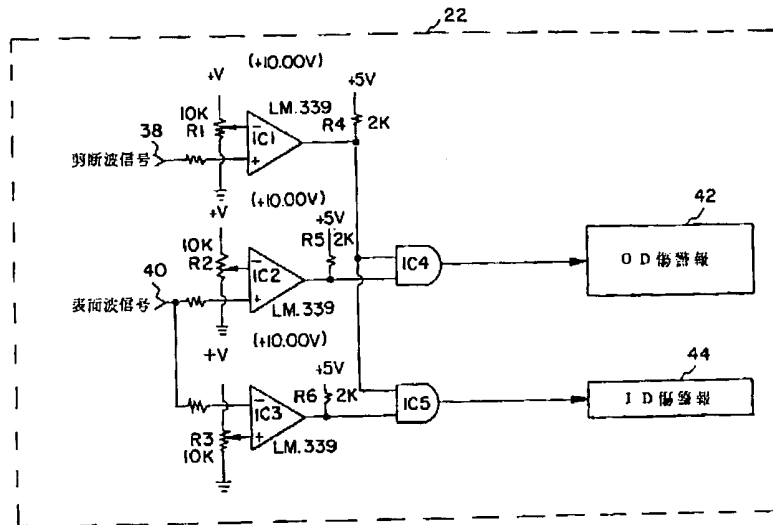 22
(+10.00V)
+V
+5V
10K
LM.339
R1
IC1
R4
2K
38
剪断波信号
+V
(+10.00V)
+5V
10K
R5
2K
R2
IC2
40
IC4
42
OD傷警報
表面波信号
LM.339
(+10.00V)
+V
+5V
R6
2K
44
IC3
IC5
ID傷警報
R3
10K
LM.339